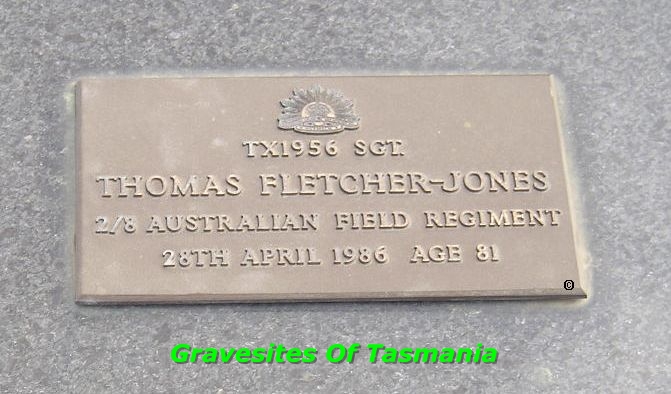 TX1956 SGT.
THOMAS FLETCHER-JONES
2/8 AUSTRALIAN FIELD REGIMENT
28TH APRIL 1986 AGE 81
©
Gravesites Of Tasmania